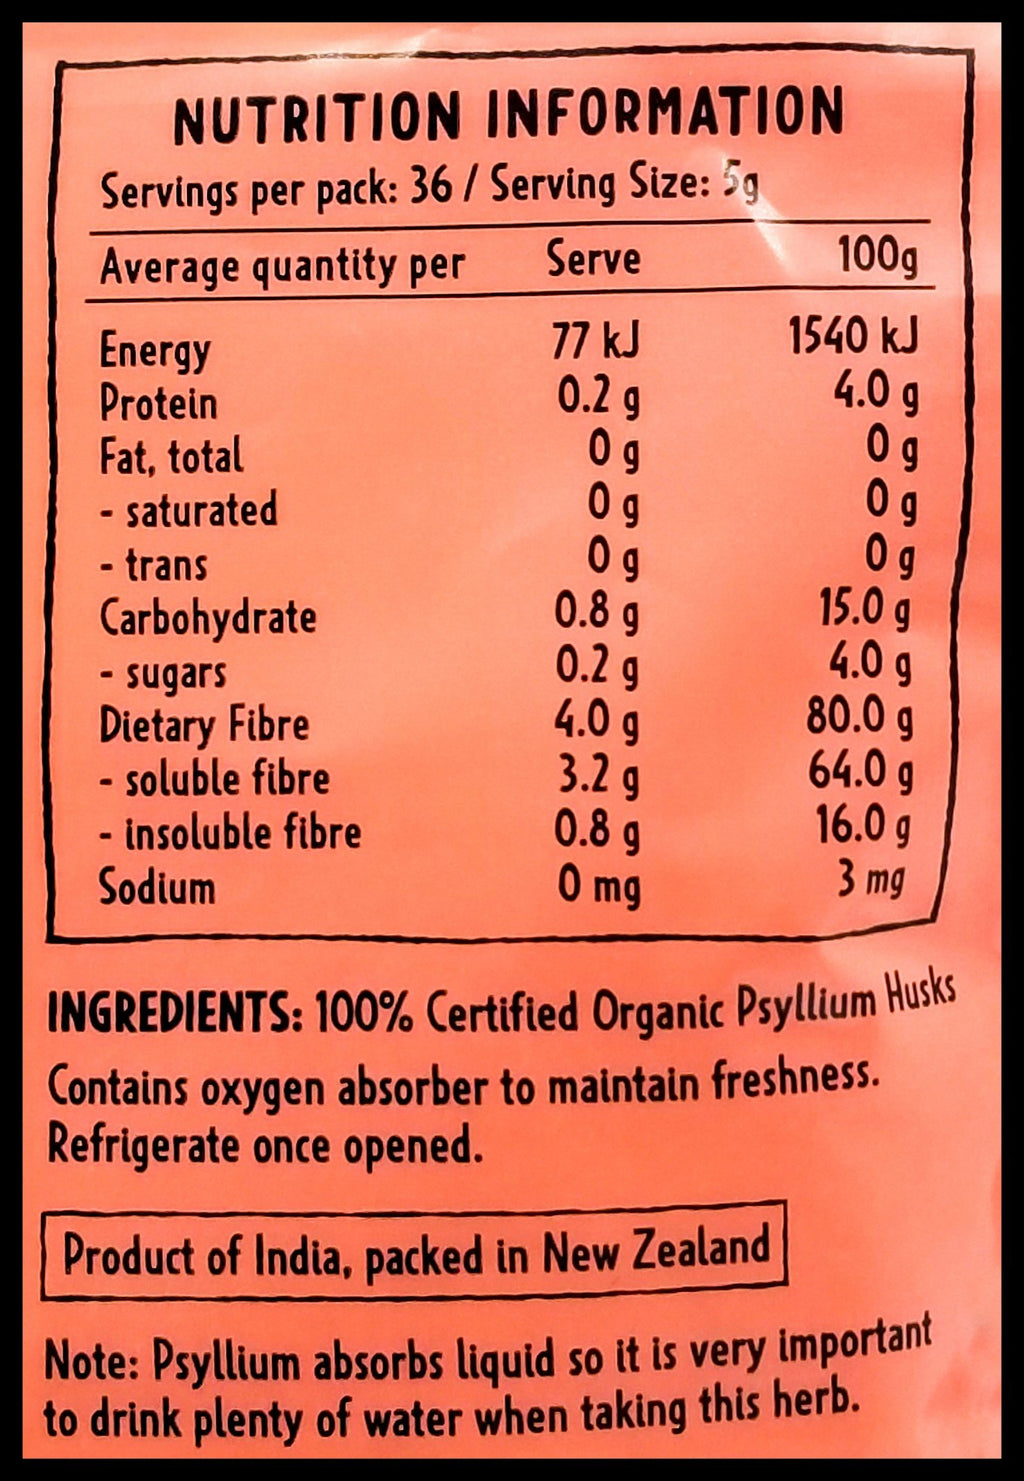 NUTRITION INFORMATION
Servings per pack: 36 / Serving Size: 5g
Average quantity per Serve 100g
Energy 77 kJ 1540 kJ
Protein 0.2 g 4.0 g
Fat, total 0 g 0 g
- saturated 0 g 0 g
- trans 0 g 0 g
Carbohydrate 0.8 g 15.0 g
- sugars 0.2 g 4.0 g
Dietary Fibre 4.0 g 80.0 g
- soluble fibre 3.2 g 64.0 g
- insoluble fibre 0.8 g 16.0 g
Sodium 0 mg 3 mg
INGREDIENTS: 100% Certified Organic Psyllium Husks
Contains oxygen absorber to maintain freshness.
Refrigerate once opened.
Product of India, packed in New Zealand
Note: Psyllium absorbs liquid so it is very important
to drink plenty of water when taking this herb.